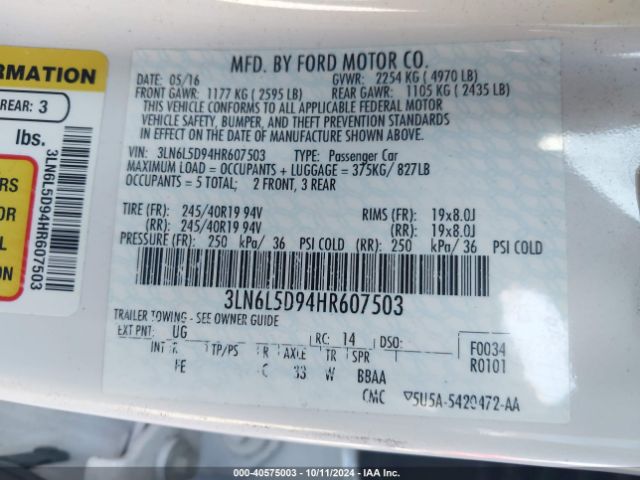 MFD. BY FORD MOTOR CO.
DATE: 05/16 GVWR: 2254 KG ( 4970 LB)
FRONT GAWR: 1177 KG ( 2595 LB) REAR GAWR: 1105 KG ( 2435 LB)
THIS VEHICLE CONFORMS TO ALL APPLICABLE FEDERAL MOTOR
VEHICLE SAFETY, BUMPER, AND THEFT PREVENTION STANDARDS
IN EFFECT ON THE DATE OF MANUFACTURE SHOWN ABOVE.
VIN: 3LN6L5D94HR607503 TYPE: Passenger Car
MAXIMUM LOAD = OCCUPANTS + LUGGAGE = 375KG/ 827LB
OCCUPANTS = 5 TOTAL; 2 FRONT, 3 REAR
TIRE (FR): 245/40R19 94V RIMS (FR): 19x8.0J
(RR): 245/40R19 94V (RR): 19x8.0J
PRESSURE (FR): 250 kPa/ 36 PSI COLD (RR): 250 kPa/ 36 PSI COLD
3LN6L5D94HR607503
TRAILER TOWING - SEE OWNER GUIDE
EXT PNT: UG RC: 14 DSO: F0034
INT TR TP/PS R AXLE TR SPR R0101
FE C 33 W BBAA
CMC ▽5U5A-5420472-AA
ORMATION
REAR: 3
lbs.
3LN6L5D94HR607503
000-40575003 - 10/11/2024 - IAA Inc.